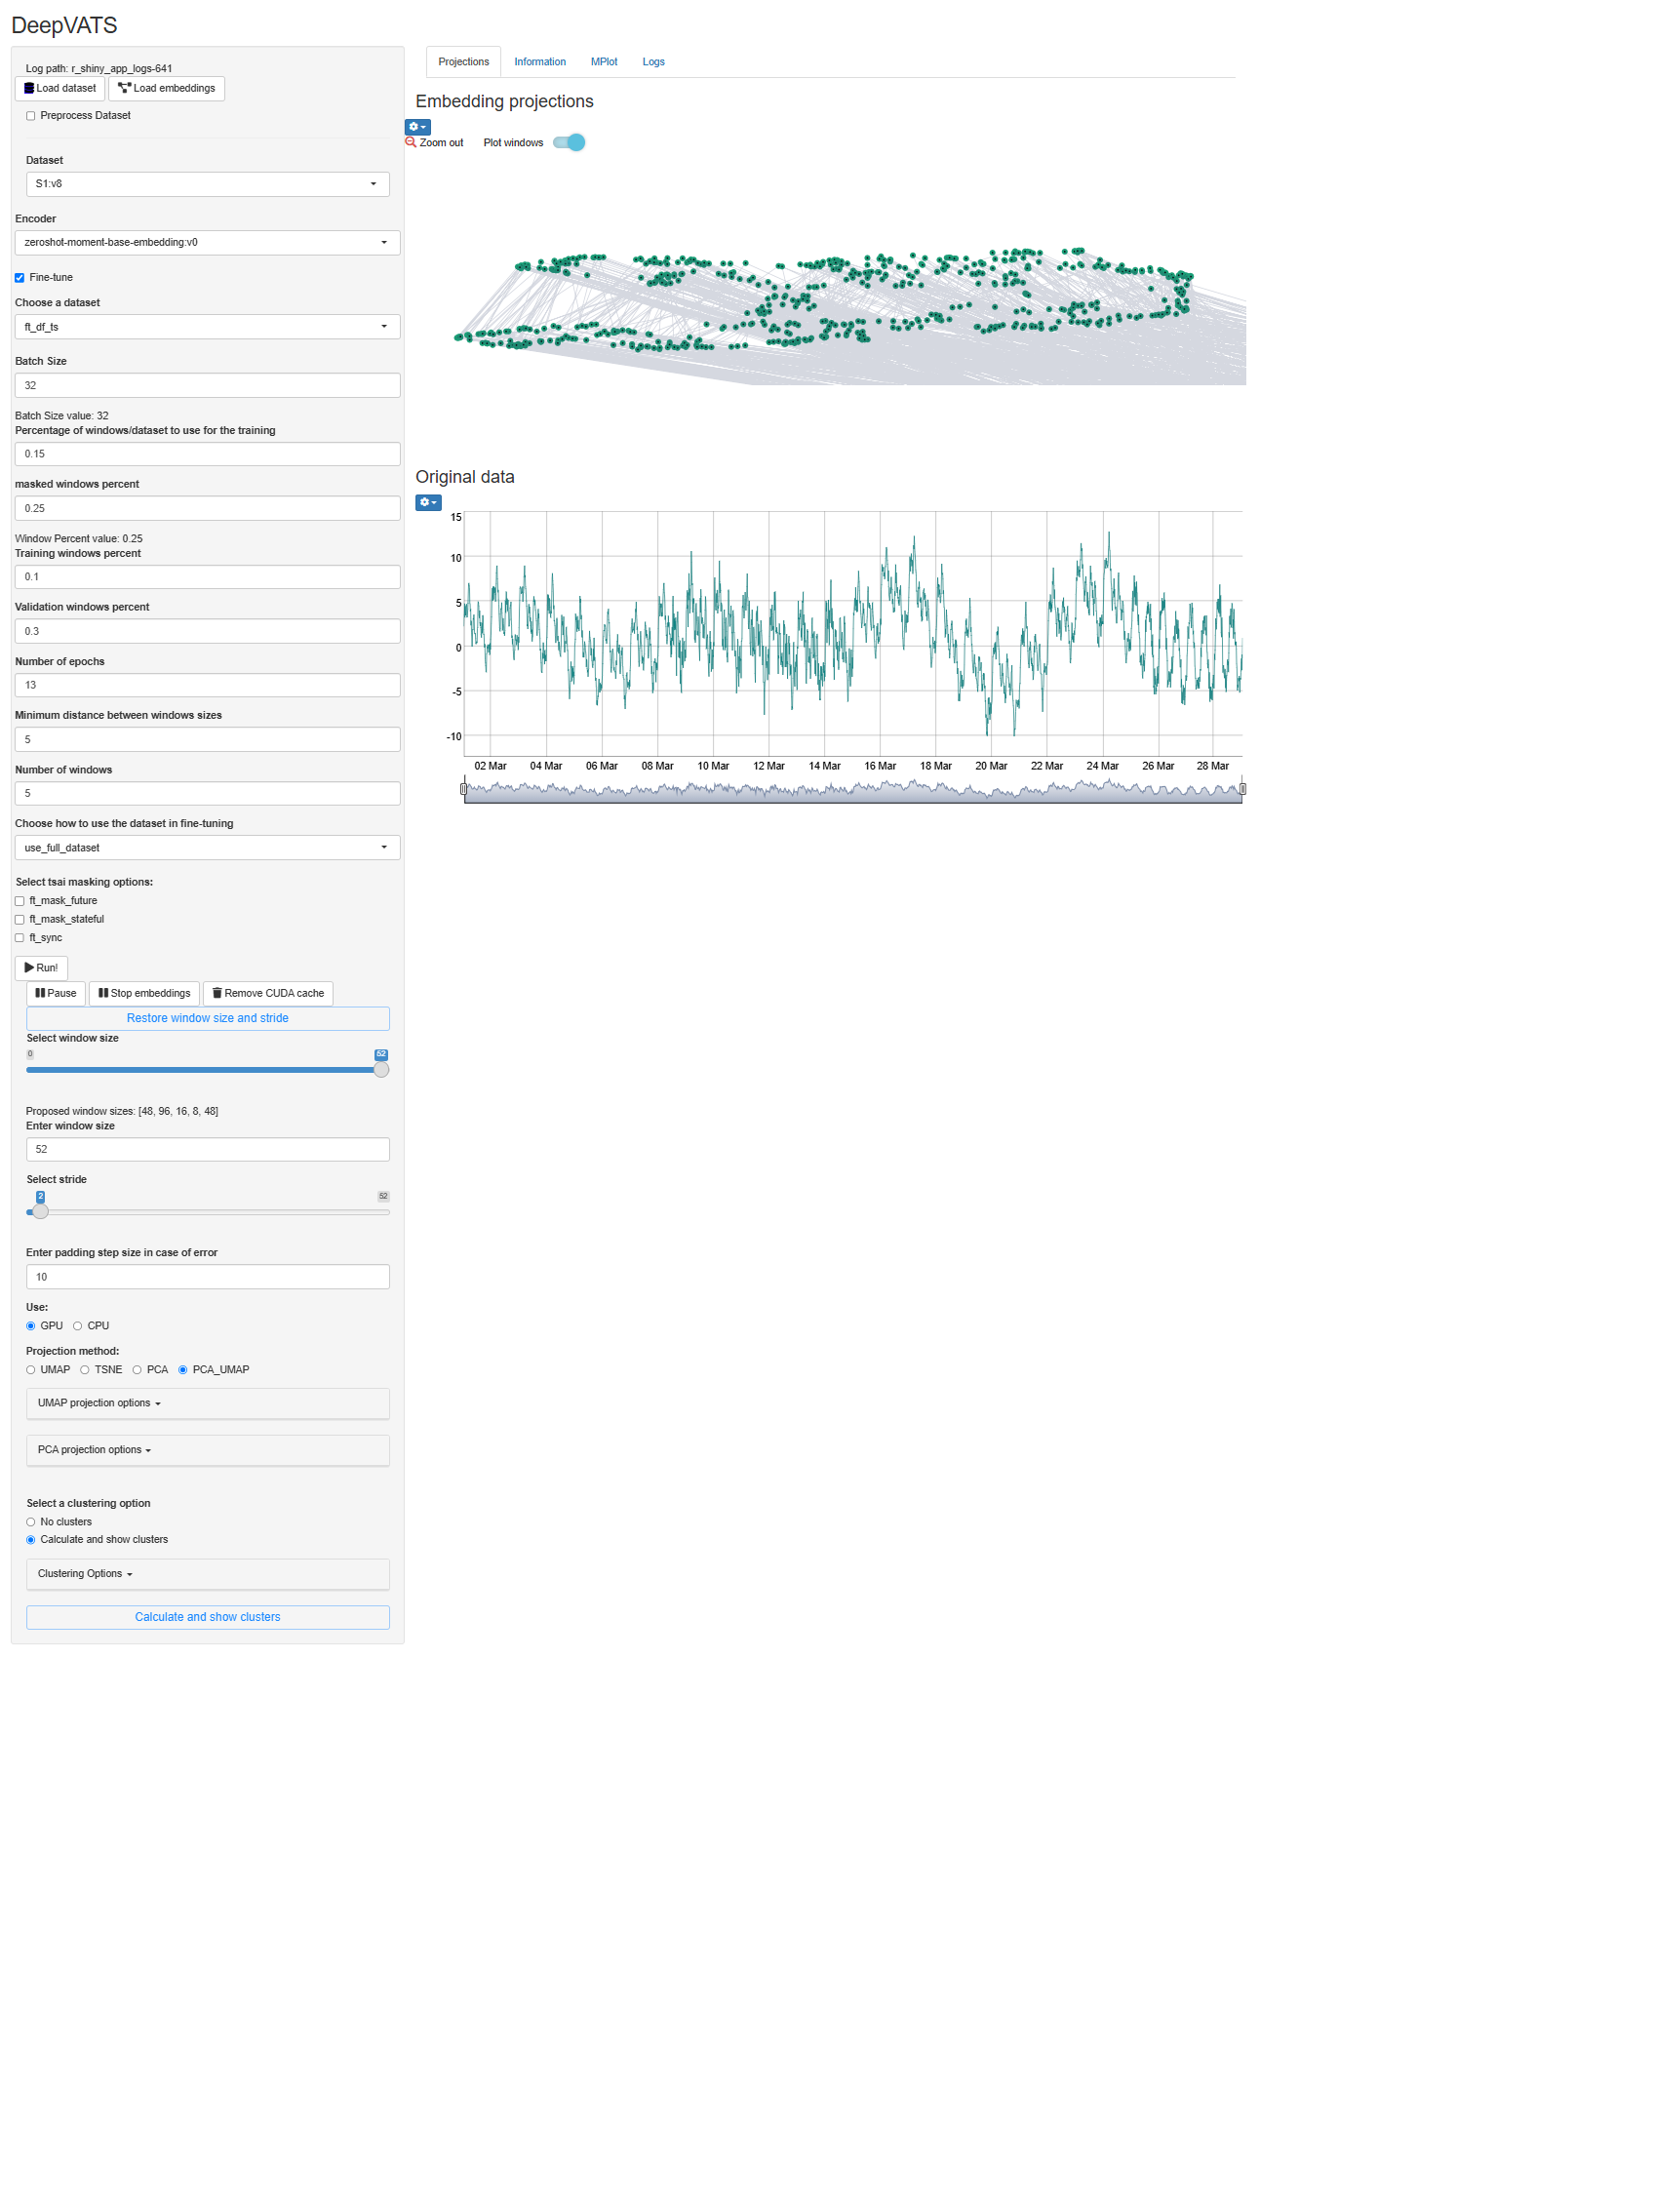 DeepVATS
Log path: r_shiny_app_logs-641
Load dataset
Load embeddings
Preprocess Dataset
Dataset
S1:v8
Encoder
zeroshot-moment-base-embedding:v0
Fine-tune
Choose a dataset
ft_df_ts
Batch Size
32
Batch Size value: 32
Percentage of windows/dataset to use for the training
0.15
masked windows percent
0.25
Window Percent value: 0.25
Training windows percent
0.1
Validation windows percent
0.3
Number of epochs
13
Minimum distance between windows sizes
5
Number of windows
5
Choose how to use the dataset in fine-tuning
use_full_dataset
Select tsai masking options:
ft_mask_future
ft_mask_stateful
ft_sync
Run!
Pause
Stop embeddings
Remove CUDA cache
Restore window size and stride
Select window size
0
52
Proposed window sizes: [48, 96, 16, 8, 48]
Enter window size
52
Select stride
2
52
Enter padding step size in case of error
10
Use:
GPU
CPU
Projection method:
UMAP
TSNE
PCA
PCA_UMAP
UMAP projection options
PCA projection options
Select a clustering option
No clusters
Calculate and show clusters
Clustering Options
Calculate and show clusters
Projections
Information
MPlot
Logs
Embedding projections
Zoom out
Plot windows
Original data
15
10
5
0
-5
-10
02 Mar
04 Mar
06 Mar
08 Mar
10 Mar
12 Mar
14 Mar
16 Mar
18 Mar
20 Mar
22 Mar
24 Mar
26 Mar
28 Mar